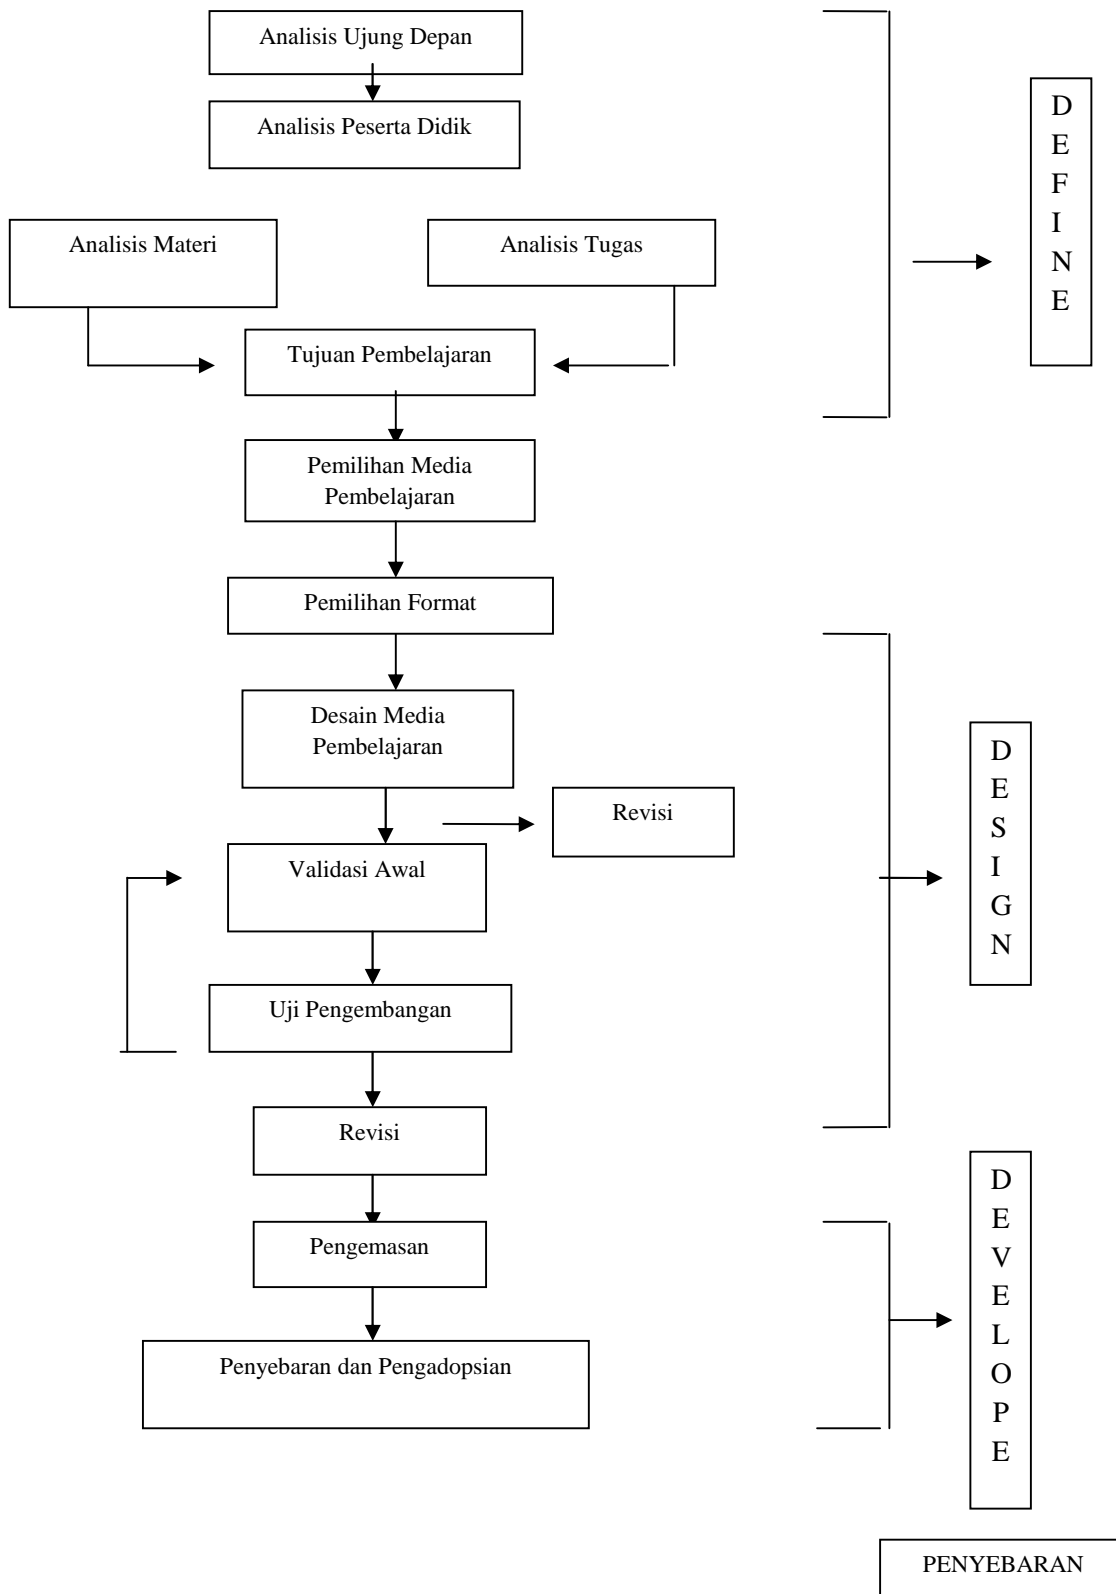 Analisis Ujung Depan
Analisis Peserta Didik
Analisis Materi
Analisis Tugas
Tujuan Pembelajaran
Pemilihan Media
Pembelajaran
Pemilihan Format
Desain Media
Pembelajaran
Revisi
Validasi Awal
Uji Pengembangan
Revisi
Pengemasan
Penyebaran dan Pengadopsian
D
E
F
I
N
E
D
E
S
I
G
N
D
E
V
E
L
O
P
E
PENYEBARAN